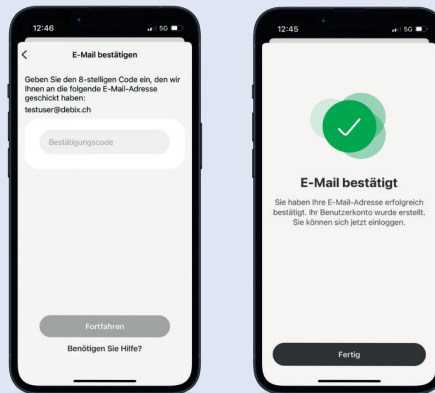 12:46
5G
E-Mail bestätigen
Geben Sie den 8-stelligen Code ein, den wir
Ihnen an die folgende E-Mail-Adresse
geschickt haben:
testuser@debix.ch
Bestätigungscode
Fortfahren
Benötigen Sie Hilfe?
12:45
5G
E-Mail bestätigt
Sie haben Ihre E-Mail-Adresse erfolgreich
bestätigt. Ihr Benutzerkonto wurde erstellt.
Sie können sich jetzt einloggen.
Fertig